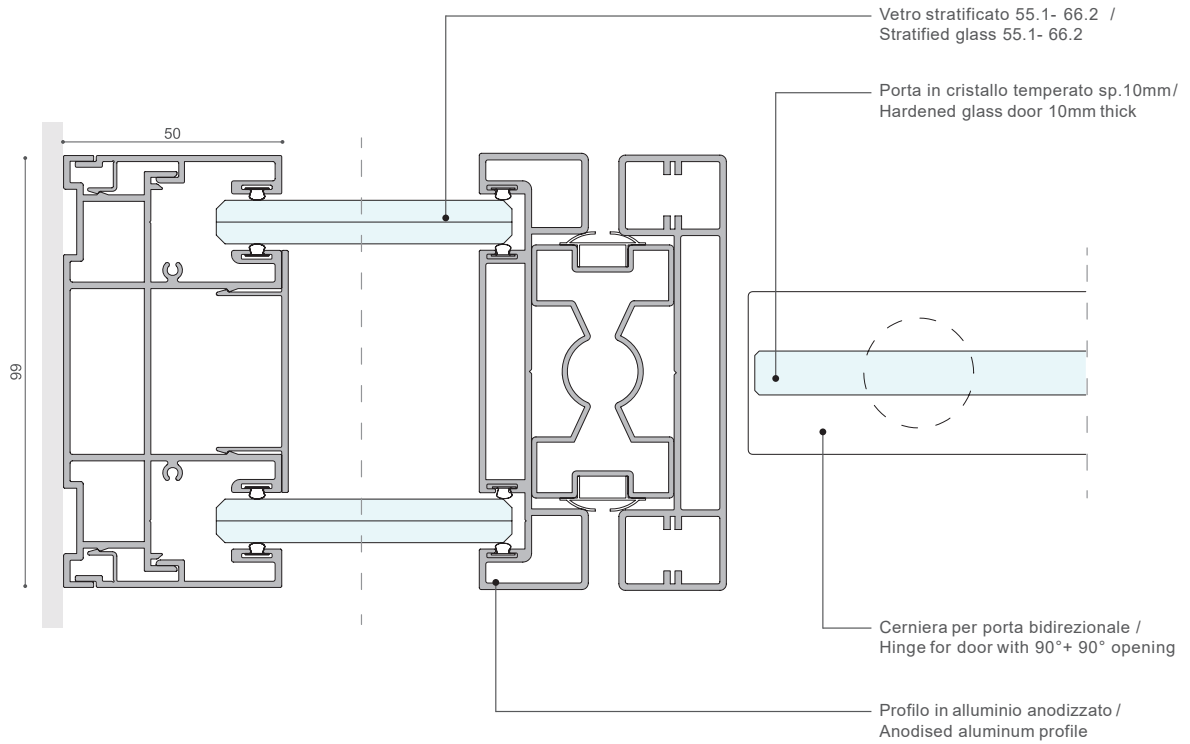 Vetro stratificato 55.1- 66.2 /
Stratified glass 55.1- 66.2
Porta in cristallo temperato sp.10mm/
Hardened glass door 10mm thick
50
99
Cerniera per porta bidirezionale /
Hinge for door with 90°+ 90° opening
Profilo in alluminio anodizzato /
Anodised aluminum profile